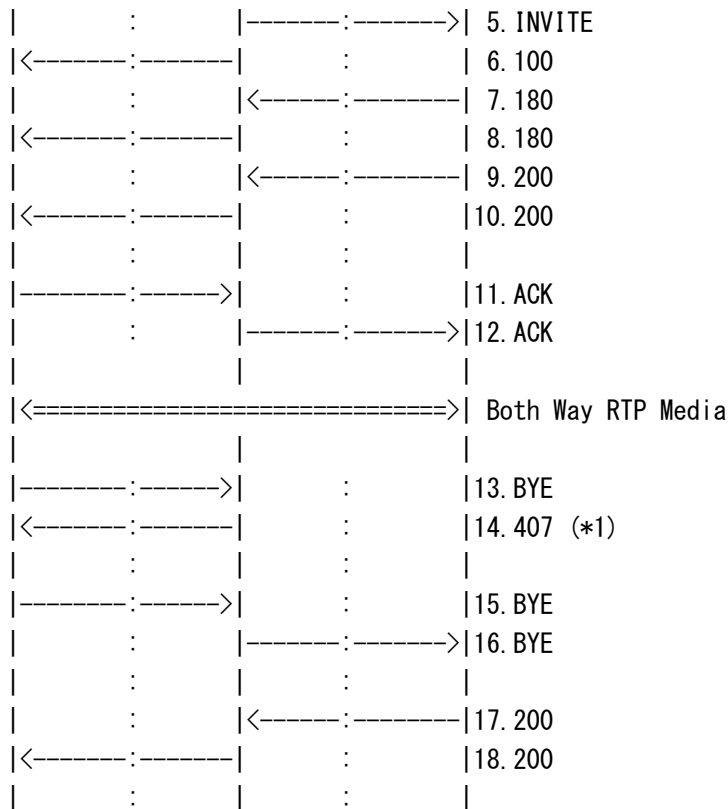 |       :       |-------:------->| 5. INVITE
|<-------:-------|       :       | 6. 100
|       :       |<------:--------| 7. 180
|<-------:-------|       :       | 8. 180
|       :       |<------:--------| 9. 200
|<-------:-------|       :       |10. 200
|       :       |       :       |
|--------:------>|       :       |11. ACK
|       :       |-------:------->|12. ACK
|               |               |
|<===============================>| Both Way RTP Media
|               |               |
|--------:------>|       :       |13. BYE
|<-------:-------|       :       |14. 407 (*1)
|       :       |       :       |
|--------:------>|       :       |15. BYE
|       :       |-------:------->|16. BYE
|       :       |       :       |
|       :       |<------:--------|17. 200
|<-------:-------|       :       |18. 200
|       :       |       :       |